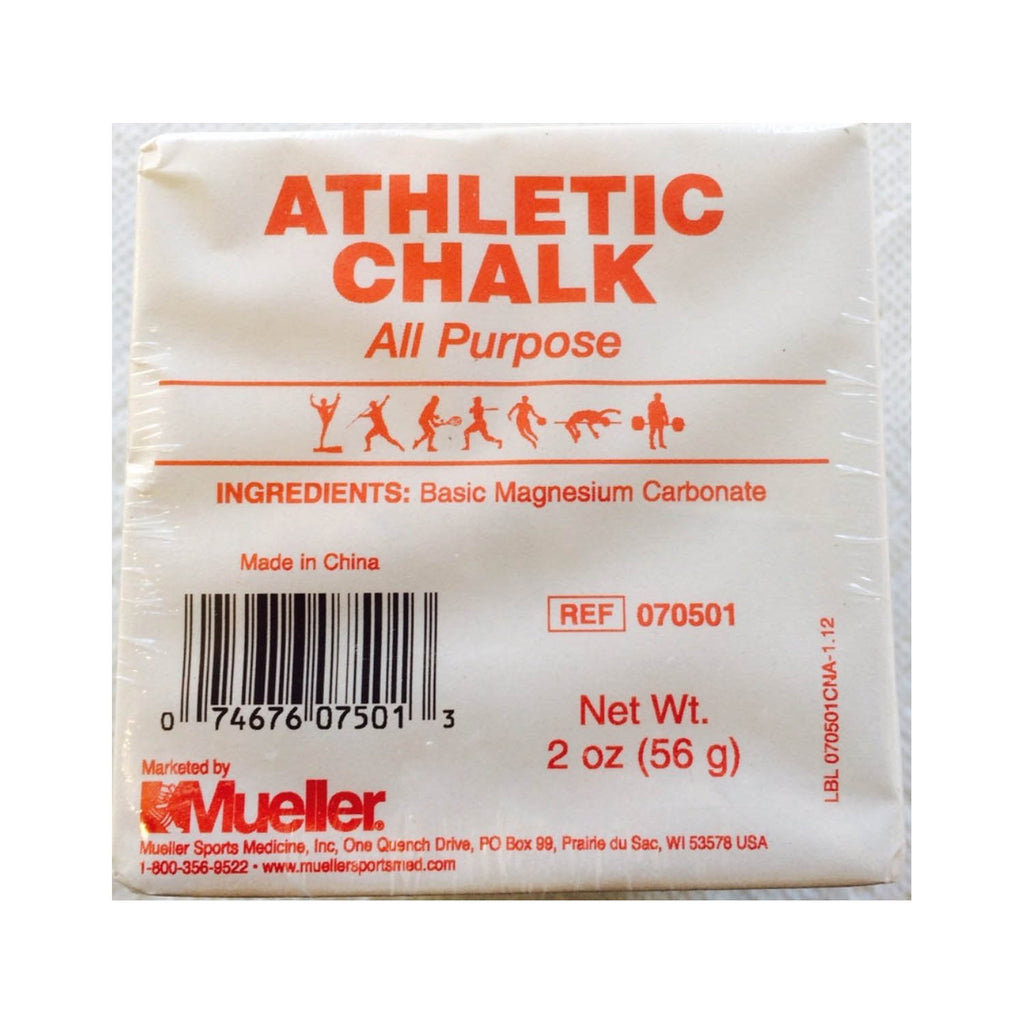 ATHLETIC
CHALK
All Purpose
INGREDIENTS: Basic Magnesium Carbonate
Made in China
REF 070501
0 74676 07501 3
Net Wt.
2 oz (56 g)
LBL 070501CNA-1.12
Marketed by
Mueller®
Mueller Sports Medicine, Inc, One Quench Drive, PO Box 99, Prairie du Sac, WI 53578 USA
1-800-356-9522 • www.muellersportsmed.com